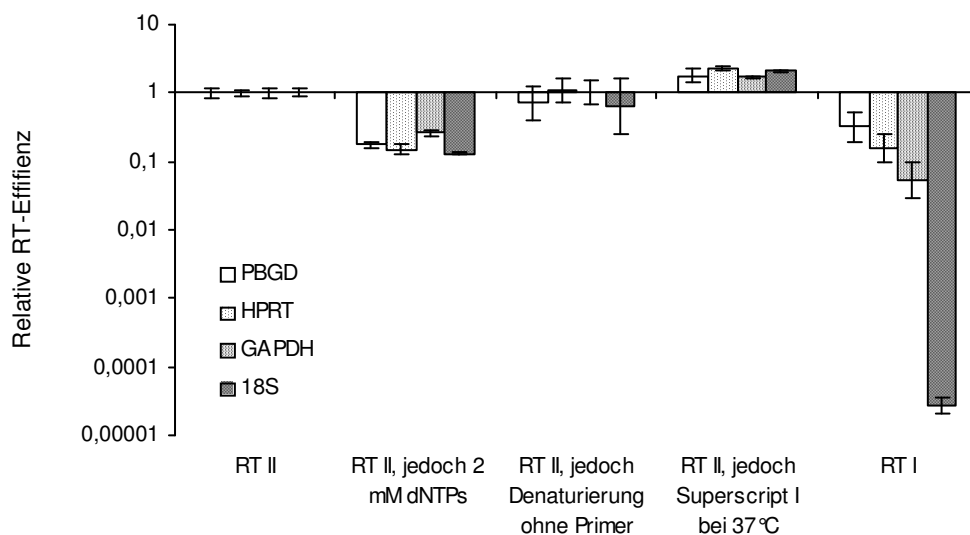 10
1
0,1
0,01
0,001
0,0001
0,00001
Relative RT-Effifienz
PBGD
HPRT
GAPDH
18S
RT II
RT II, jedoch 2
mM dNTPs
RT II, jedoch
Denaturierung
ohne Primer
RT II, jedoch
Superscript I
bei 37°C
RT I